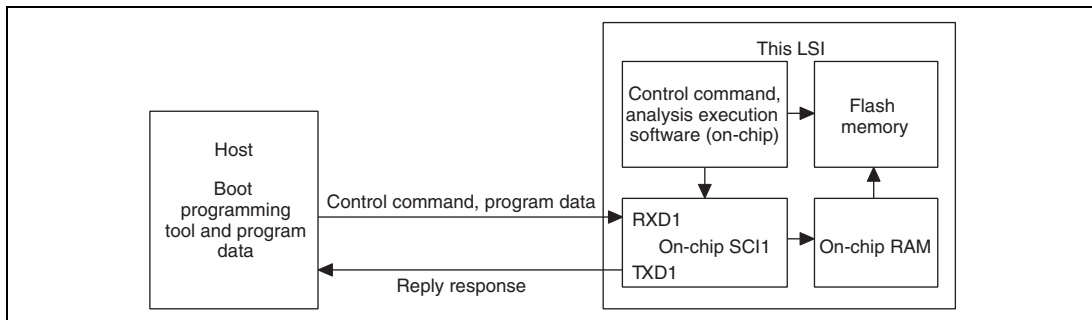 This LSI
Host
Boot
programming
tool and program
data
Control command, program data
Reply response
Control command,
analysis execution
software (on-chip)
Flash
memory
RXD1
On-chip SCI1
TXD1
On-chip RAM